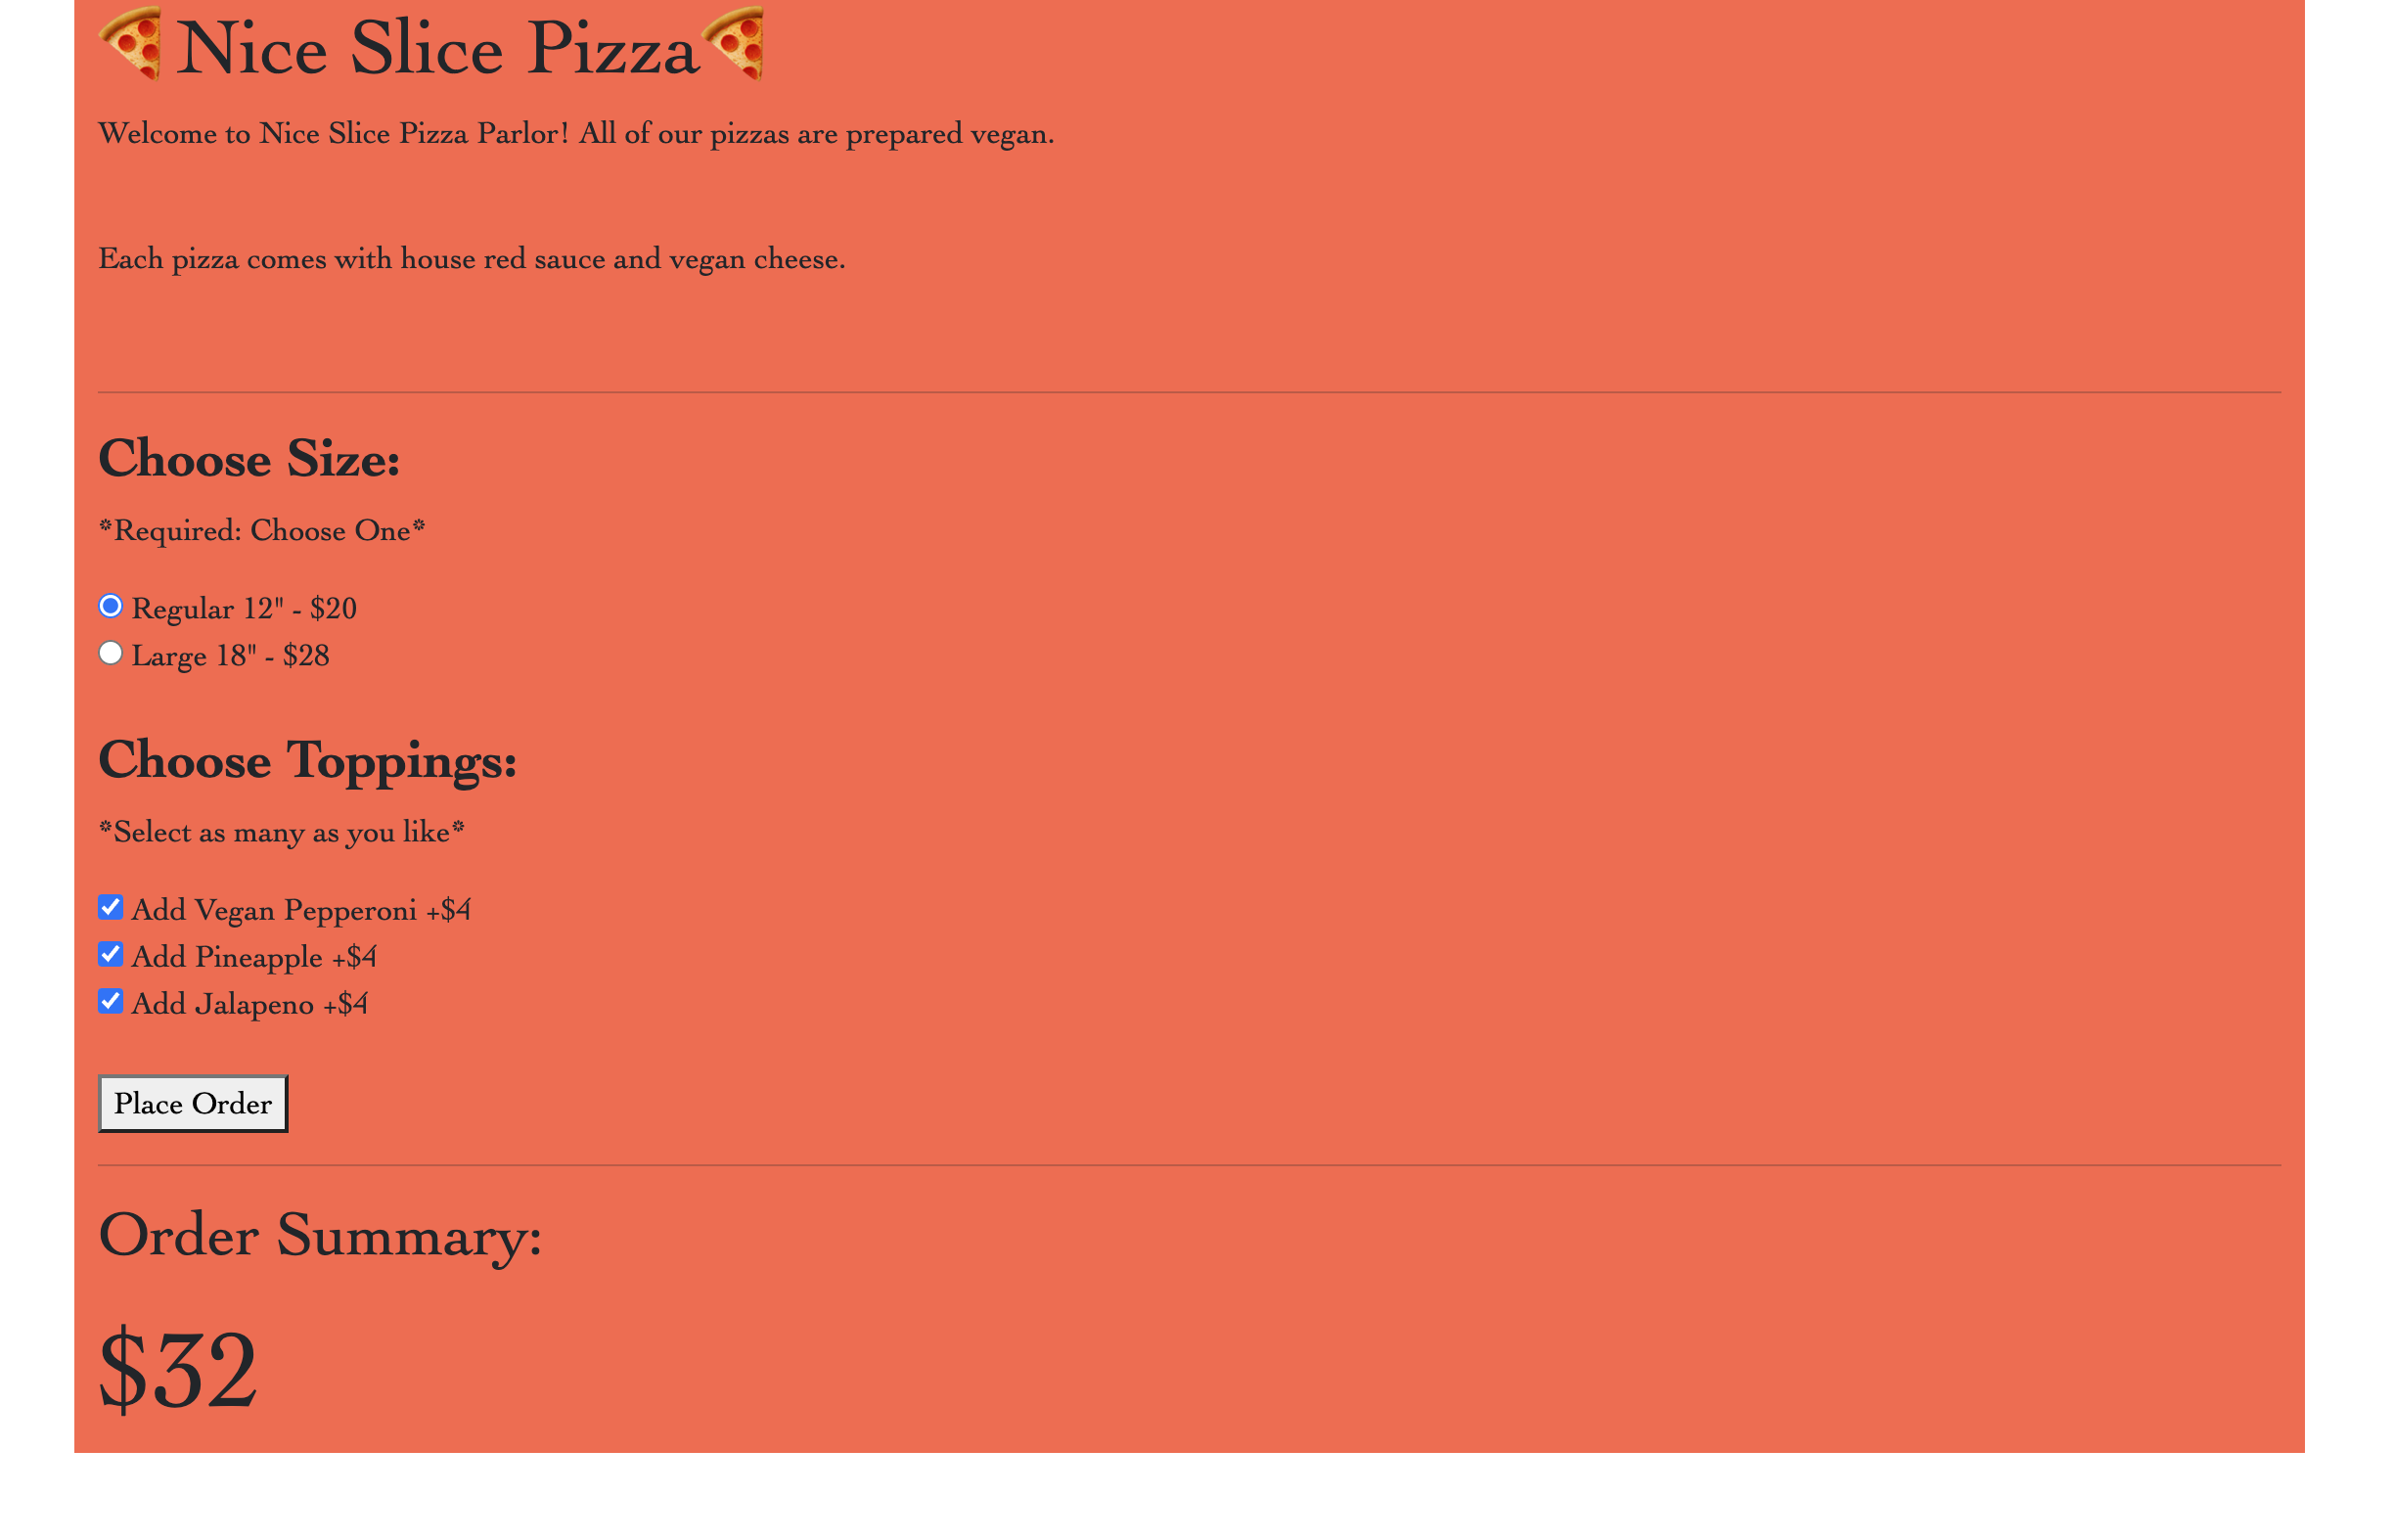 🍕Nice Slice Pizza🍕
Welcome to Nice Slice Pizza Parlor! All of our pizzas are prepared vegan.
Each pizza comes with house red sauce and vegan cheese.
Choose Size:
*Required: Choose One*
Regular 12" - $20
Large 18" - $28
Choose Toppings:
*Select as many as you like*
Add Vegan Pepperoni +$4
Add Pineapple +$4
Add Jalapeno +$4
Place Order
Order Summary:
$32